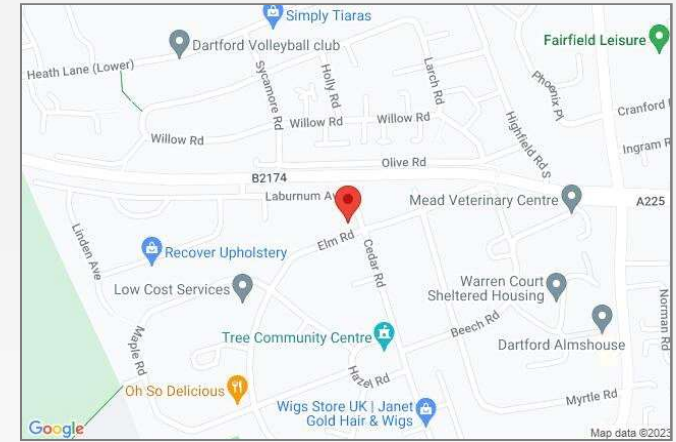 Simply Tiaras
Dartford Volleyball club
Fairfield Leisure
Heath Lane (Lower)
Sycamore Rd
Holly Rd
Larch Rd
Phoenix Pl
Cranford
Willow Rd
Willow Rd
Willow Rd
Highfield Rd S
Ingram R
Olive Rd
B2174
Laburnum Av
Mead Veterinary Centre
A225
Linden Ave
Elm Rd
Cedar Rd
Recover Upholstery
Low Cost Services
Warren Court
Sheltered Housing
Norman Rd
Maple Rd
Tree Community Centre
Beech Rd
Dartford Almshouse
Hazel Rd
Oh So Delicious
Wigs Store UK | Janet
Gold Hair & Wigs
Myrtle Rd
Google
Map data ©2023